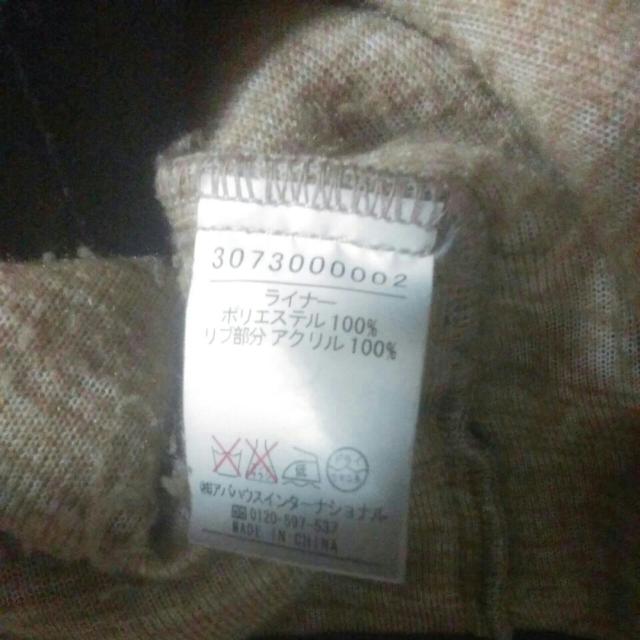 3073000002
ライナー
ポリエステル 100%
リブ部分 アクリル 100%
㈱アバハウスインターナショナル
0120-597-537
MADE IN CHINA